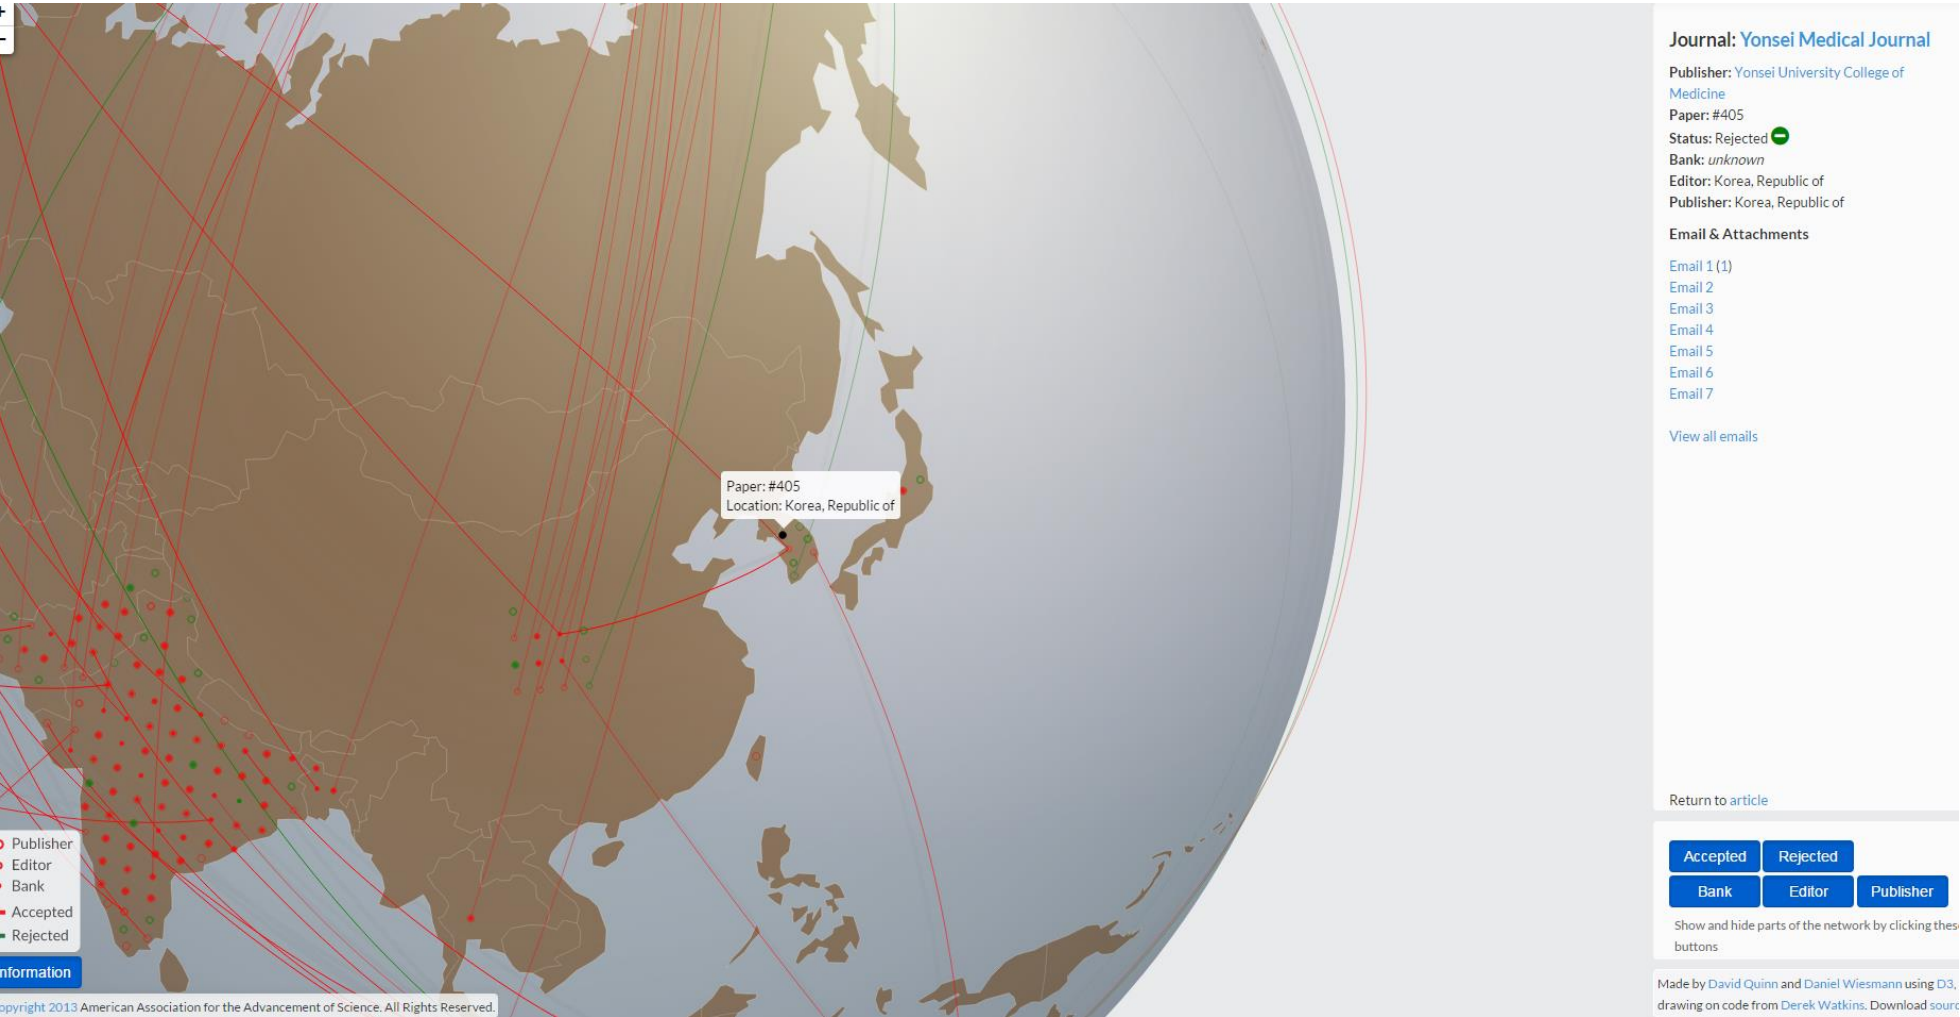 +
−
Journal: Yonsei Medical Journal
Publisher: Yonsei University College of
Medicine
Paper: #405
Status: Rejected
Bank: unknown
Editor: Korea, Republic of
Publisher: Korea, Republic of
Email & Attachments
Email 1 (1)
Email 2
Email 3
Email 4
Email 5
Email 6
Email 7
View all emails
Return to article
Paper: #405
Location: Korea, Republic of
Publisher
Editor
Bank
Accepted
Rejected
nformation
opyright 2013 American Association for the Advancement of Science. All Rights Reserved.
Accepted Rejected
Bank Editor Publisher
Show and hide parts of the network by clicking these
buttons
Made by David Quinn and Daniel Wiesmann using D3,
drawing on code from Derek Watkins. Download sourc